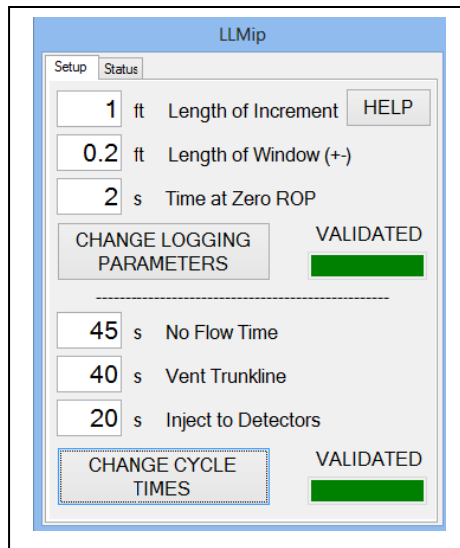 LLMip
Setup Status
1 ft Length of Increment HELP
0.2 ft Length of Window (+-)
2 s Time at Zero ROP
CHANGE LOGGING PARAMETERS VALIDATED
-----------------------------------------------------
45 s No Flow Time
40 s Vent Trunkline
20 s Inject to Detectors
CHANGE CYCLE TIMES VALIDATED